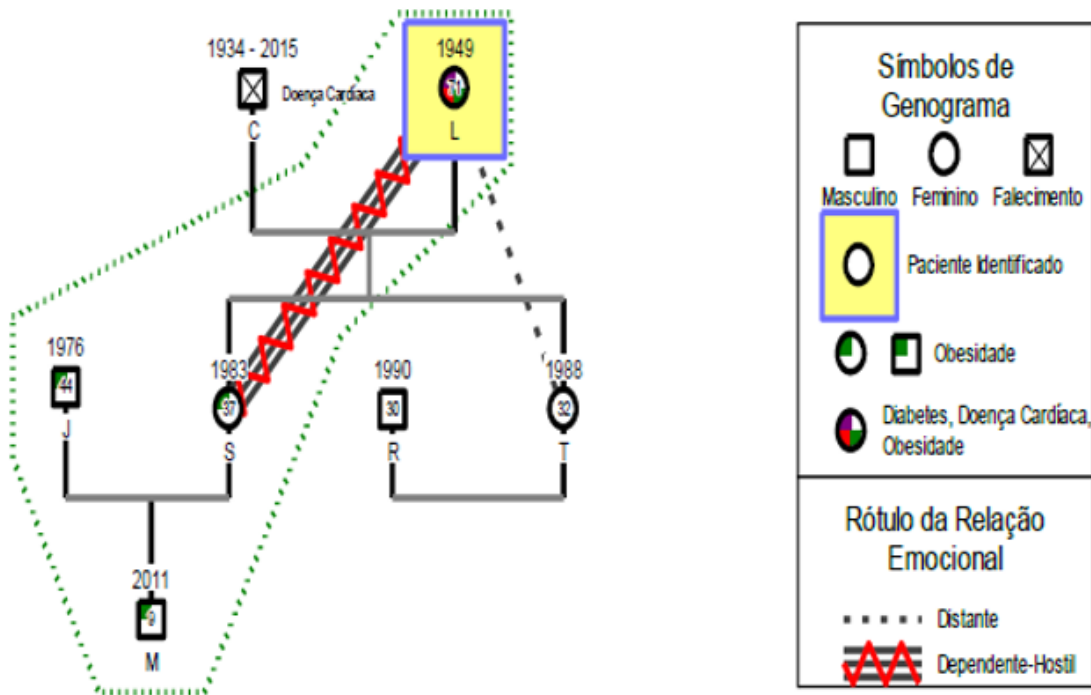 1934 - 2015
1949
71
Doença Cardíaca
C
L
1976
1983
1990
1988
44
37
30
32
J
S
R
T
2011
9
M
Símbolos de
Genograma
Masculino Feminino Falecimento
Paciente Identificado
Obesidade
Diabetes, Doença Cardíaca,
Obesidade
Rótulo da Relação
Emocional
Distante
Dependente-Hostil